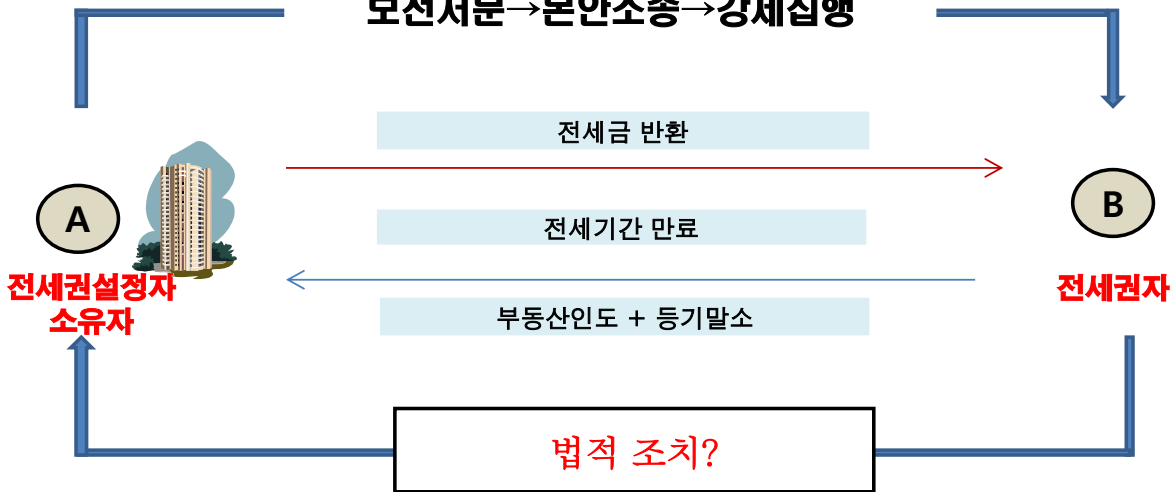 보전처분→본안소송→강제집행
전세금 반환
A
B
전세기간 만료
전세권설정자
소유자
전세권자
부동산인도 + 등기말소
법적 조치?